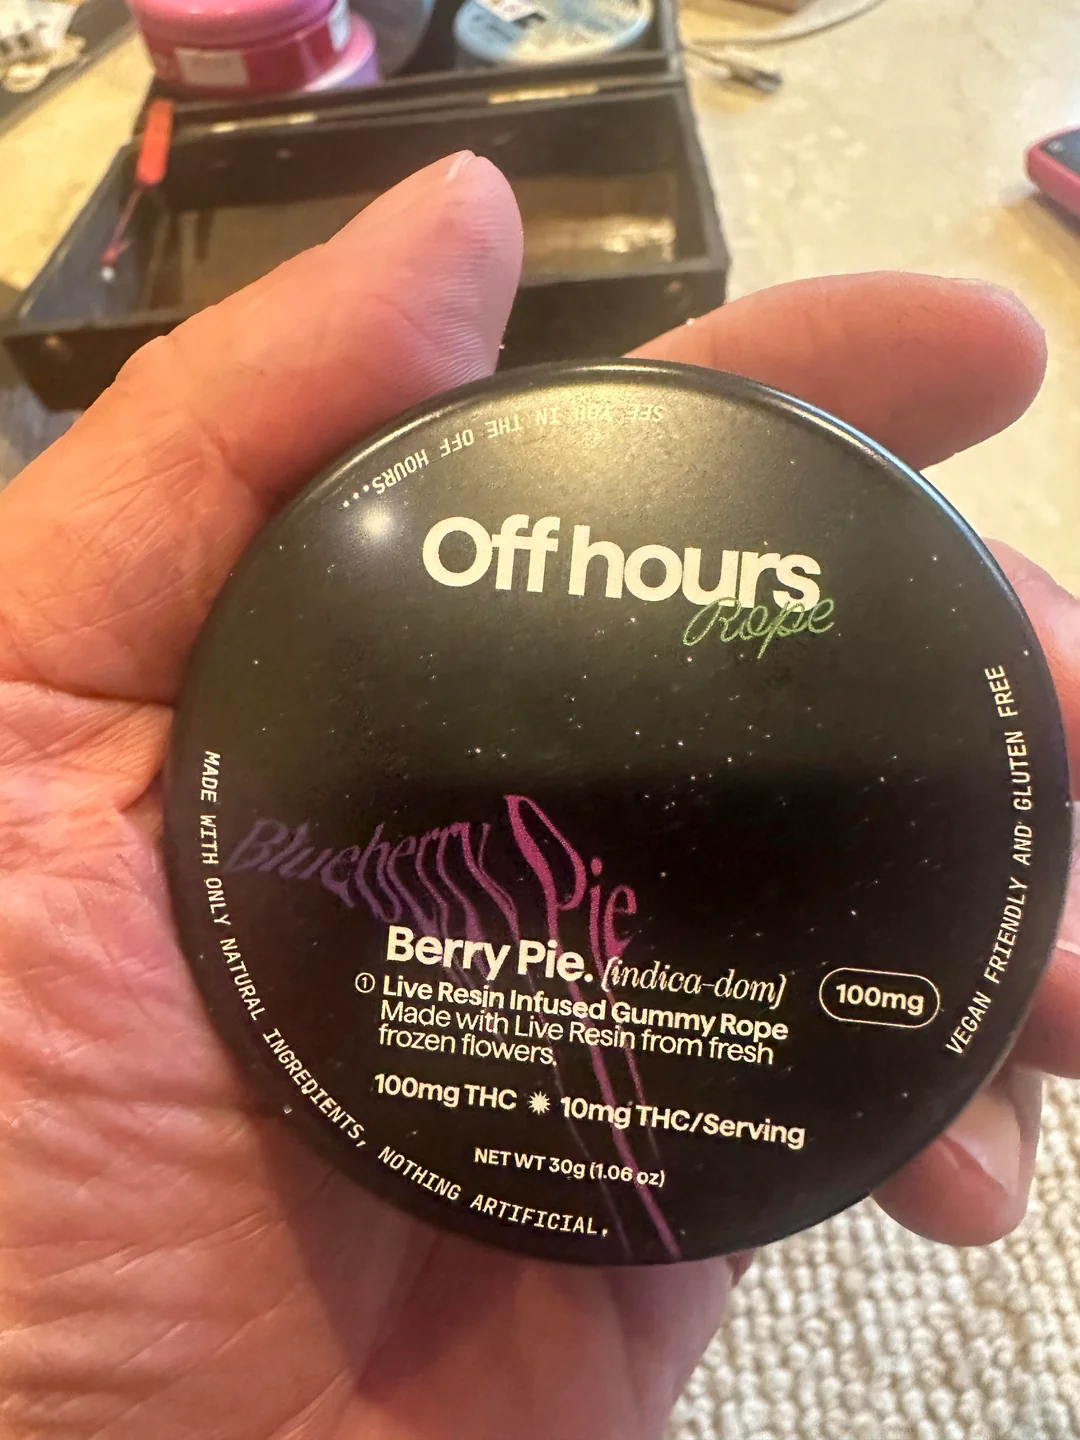 SEE YOU IN THE OFF HOURS....
Off hours
Rope
Blueberry Pie
Berry Pie. [indica-dom]
100mg
① Live Resin Infused Gummy Rope
Made with Live Resin from fresh
frozen flowers.
100mg THC ✹ 10mg THC/Serving
NET WT 30g (1.06 oz)
MADE WITH ONLY NATURAL INGREDIENTS, NOTHING ARTIFICIAL.
VEGAN FRIENDLY AND GLUTEN FREE